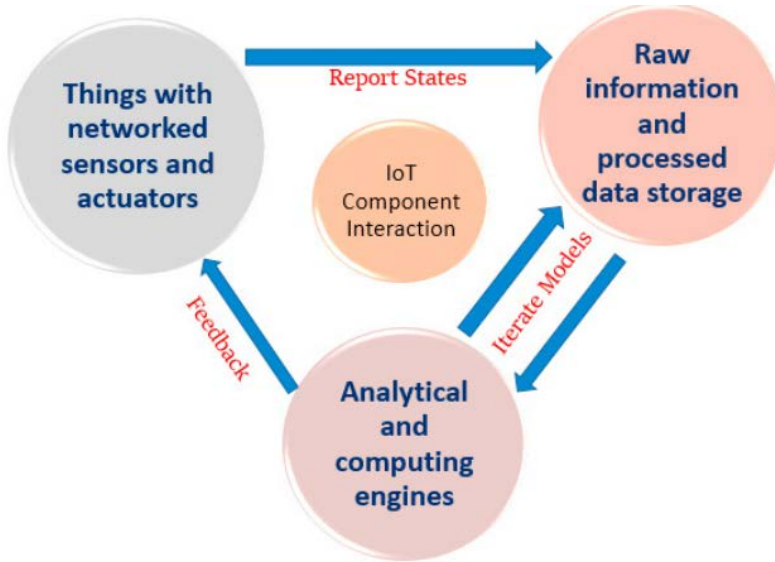 Things with
networked
sensors and
actuators
Report States
Raw
information
and
processed
data storage
IoT
Component
Interaction
Iterate Models
Feedback
Analytical
and
computing
engines